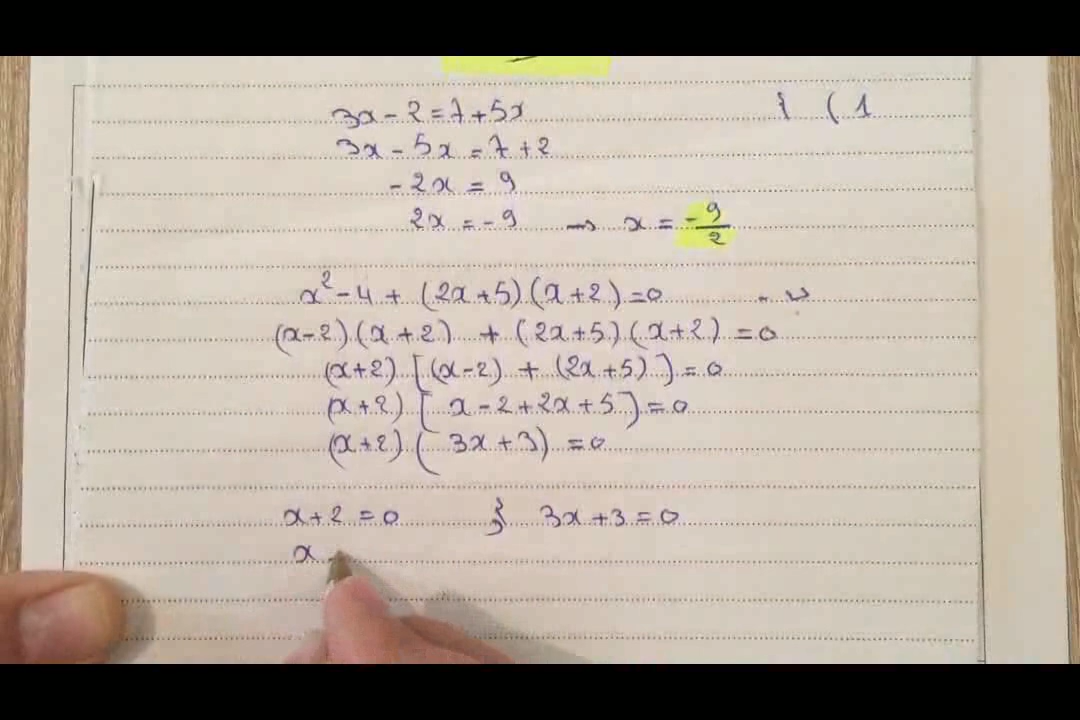 3x - 2 = 7 + 5x ( 1
3x - 5x = 7 + 2
- 2x = 9
2x = - 9 → x = -9/2
x² - 4 + (2x+5)(x+2) = 0
(x-2)(x+2) + (2x+5)(x+2) = 0
(x+2) [(x-2) + (2x+5)] = 0
(x+2) [x - 2 + 2x + 5] = 0
(x+2) (3x+3) = 0
x+2 = 0 3x+3 = 0
x